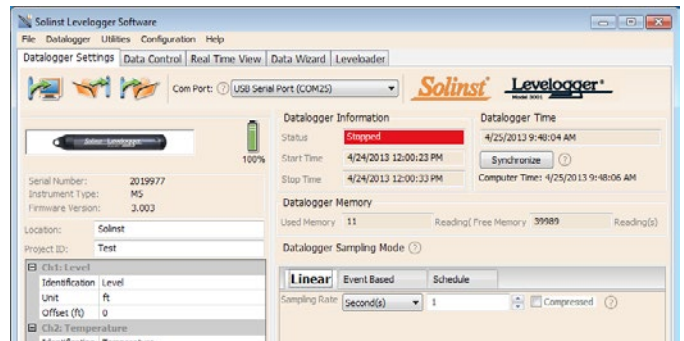 Solinst Levelogger Software
File Datalogger Utilities Configuration Help
Datalogger Settings Data Control Real Time View Data Wizard Leveloader
Com Port: ? USB Serial Port (COM25) Solinst Levelogger®
Model 3001
Solinst Levelogger
100%
Serial Number: 2019977
Instrument Type: M5
Firmware Version: 3.003
Location: Solinst
Project ID: Test
Ch1: Level
Identification Level
Unit ft
Offset (ft) 0
Ch2: Temperature
Identification Temperature
Datalogger Information
Status Stopped
Start Time 4/24/2013 12:00:23 PM
Stop Time 4/24/2013 12:00:33 PM
Datalogger Time
4/25/2013 9:48:04 AM
Synchronize ?
Computer Time: 4/25/2013 9:48:06 AM
Datalogger Memory
Used Memory 11 Reading( Free Memory 39989 Reading(s)
Datalogger Sampling Mode ?
Linear Event Based Schedule
Sampling Rate Second(s) 1 Compressed ?